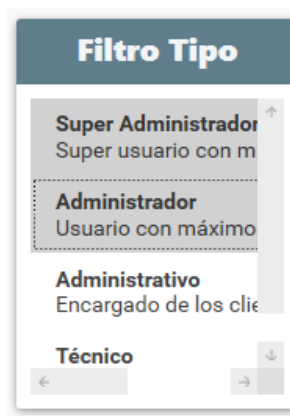 Filtro Tipo
Super Administrador
Super usuario con m
Administrador
Usuario con máximo
Administrativo
Encargado de los clie
Técnico